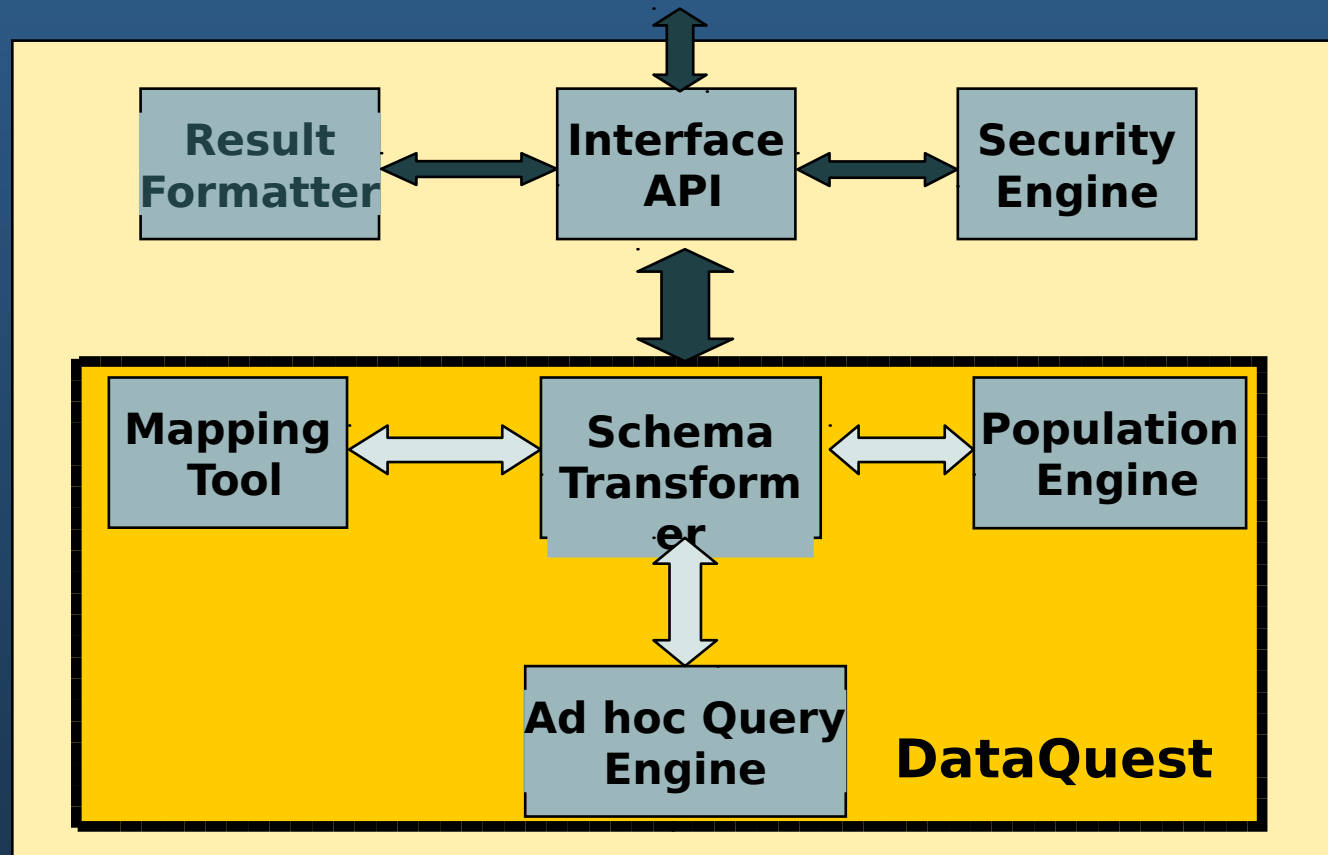 Result
Formatter
Interface
API
Security
Engine
Mapping
Tool
Schema
Transform
er
Population
Engine
Ad hoc Query
Engine
DataQuest